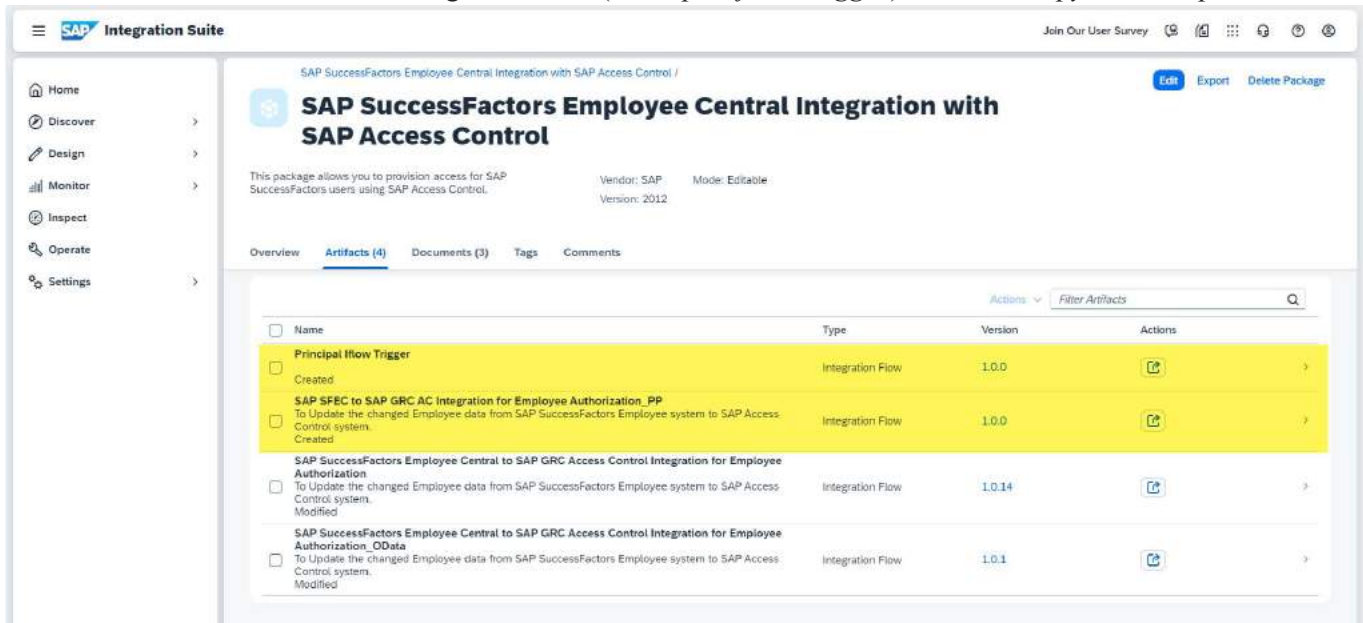 SAP Integration Suite
Join Our User Survey
Home
Discover
Design
Monitor
Inspect
Operate
Settings
SAP SuccessFactors Employee Central Integration with SAP Access Control /
Edit Export Delete Package
SAP SuccessFactors Employee Central Integration with
SAP Access Control
This package allows you to provision access for SAP
SuccessFactors users using SAP Access Control.
Vendor: SAP Mode: Editable
Version: 2012
Overview Artifacts (4) Documents (3) Tags Comments
Actions Filter Artifacts
Name Type Version Actions
Principal Iflow Trigger
Created
Integration Flow 1.0.0
SAP SFEC to SAP GRC AC Integration for Employee Authorization_PP
To Update the changed Employee data from SAP SuccessFactors Employee system to SAP Access
Control system.
Created
Integration Flow 1.0.0
SAP SuccessFactors Employee Central to SAP GRC Access Control Integration for Employee
Authorization
To Update the changed Employee data from SAP SuccessFactors Employee system to SAP Access
Control system.
Modified
Integration Flow 1.0.14
SAP SuccessFactors Employee Central to SAP GRC Access Control Integration for Employee
Authorization_OData
To Update the changed Employee data from SAP SuccessFactors Employee system to SAP Access
Control system.
Modified
Integration Flow 1.0.1